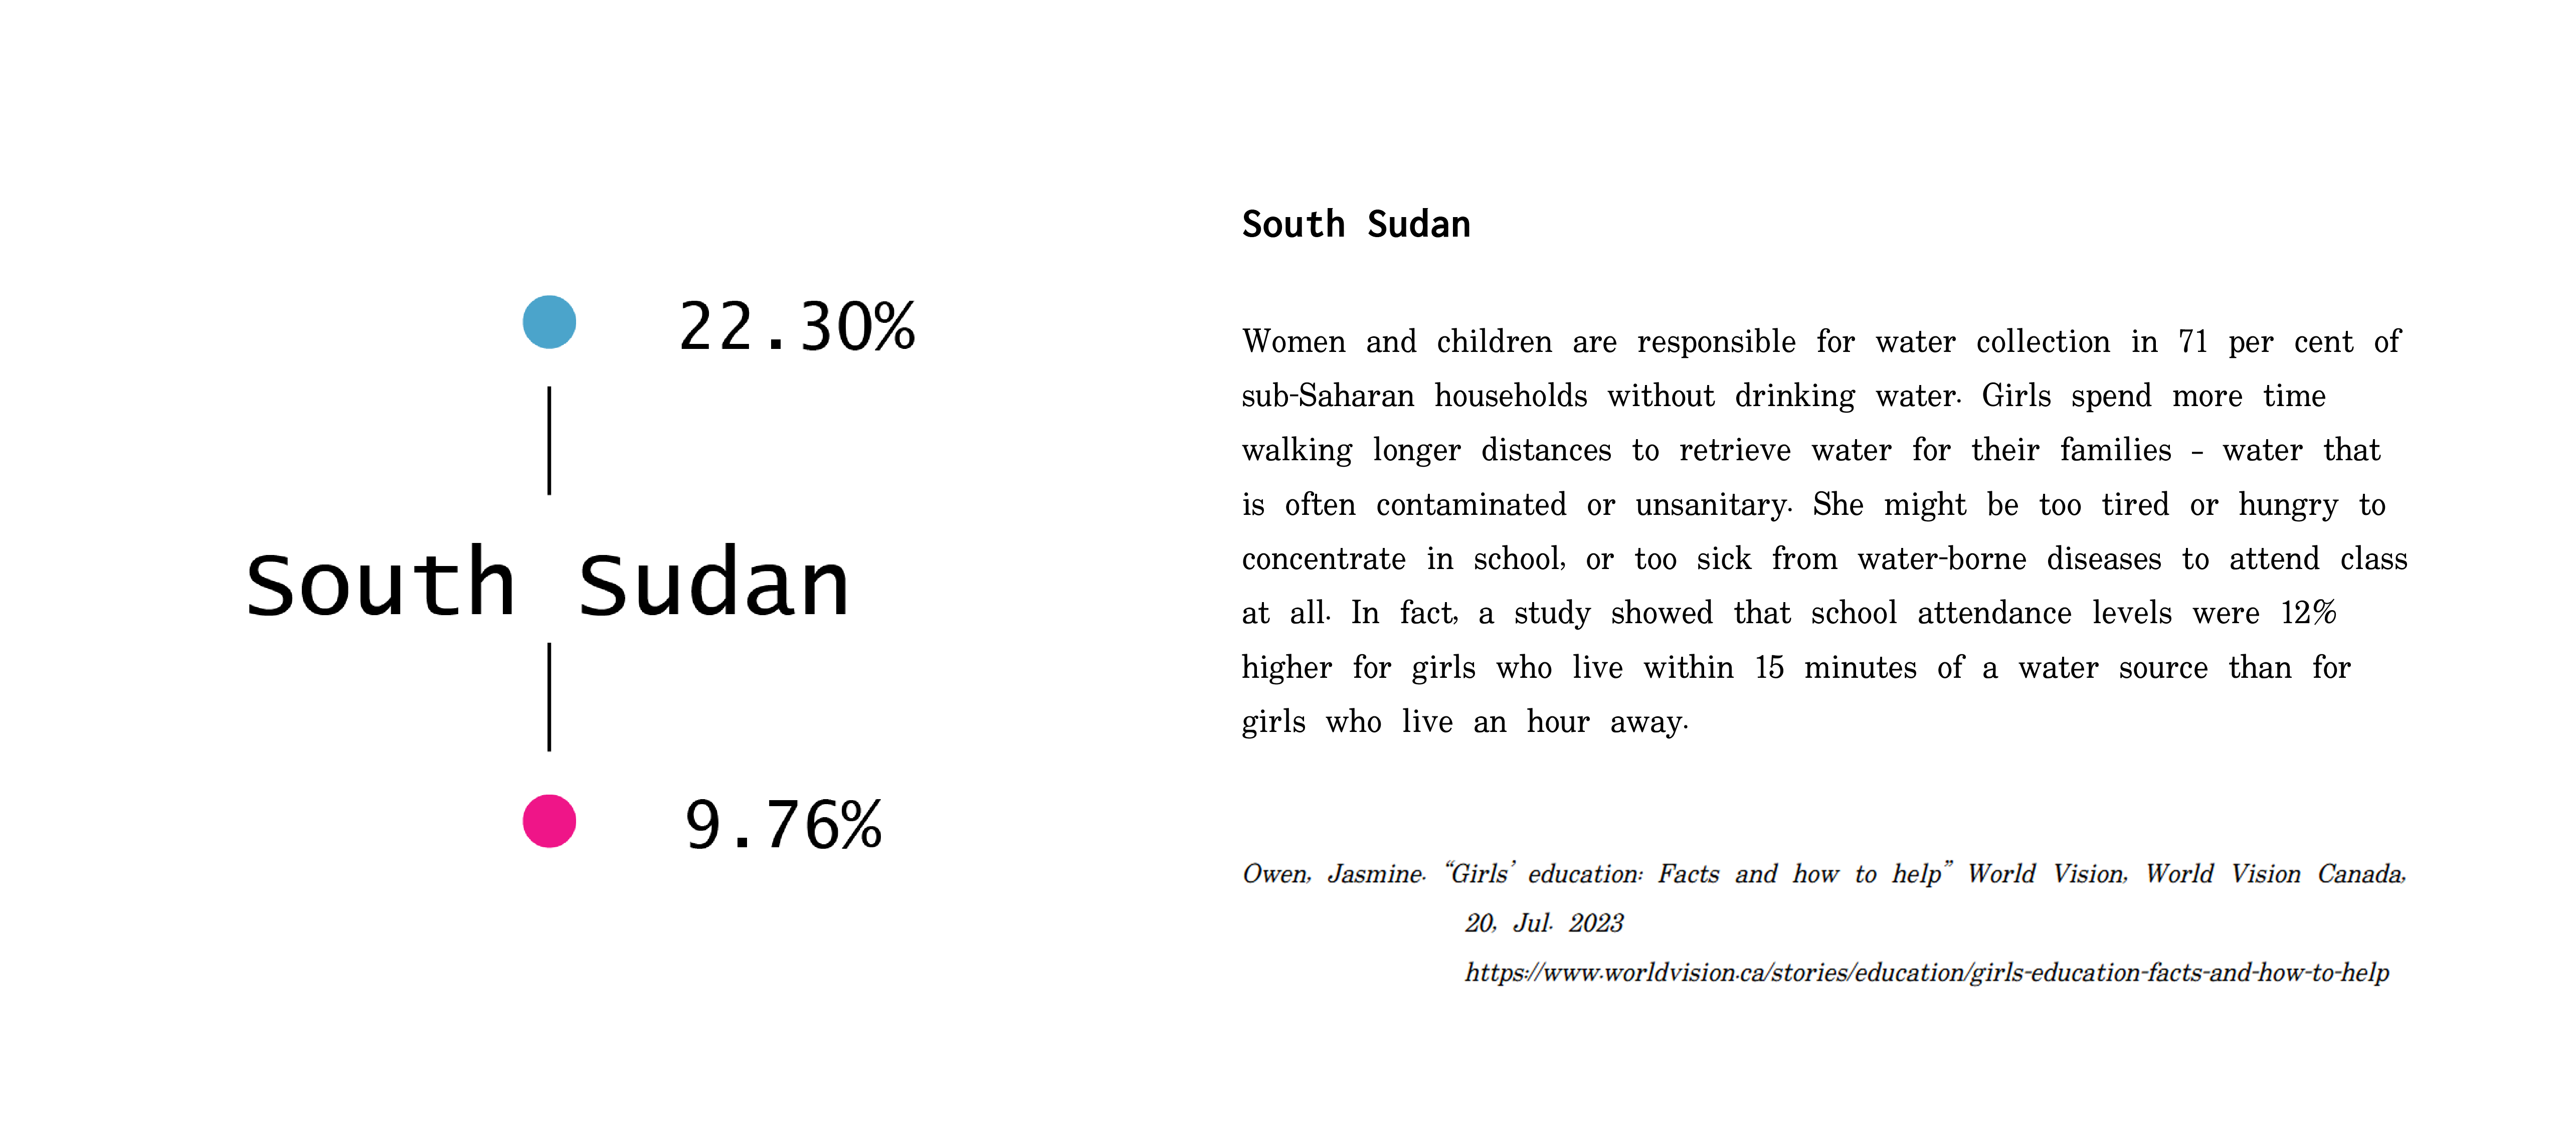 22.30%
South Sudan
9.76%
South Sudan
Women and children are responsible for water collection in 71 per cent of
sub-Saharan households without drinking water. Girls spend more time
walking longer distances to retrieve water for their families - water that
is often contaminated or unsanitary. She might be too tired or hungry to
concentrate in school, or too sick from water-borne diseases to attend class
at all. In fact, a study showed that school attendance levels were 12%
higher for girls who live within 15 minutes of a water source than for
girls who live an hour away.
Owen, Jasmine. “Girls’ education: Facts and how to help” World Vision, World Vision Canada,
20, Jul. 2023
https://www.worldvision.ca/stories/education/girls-education-facts-and-how-to-help